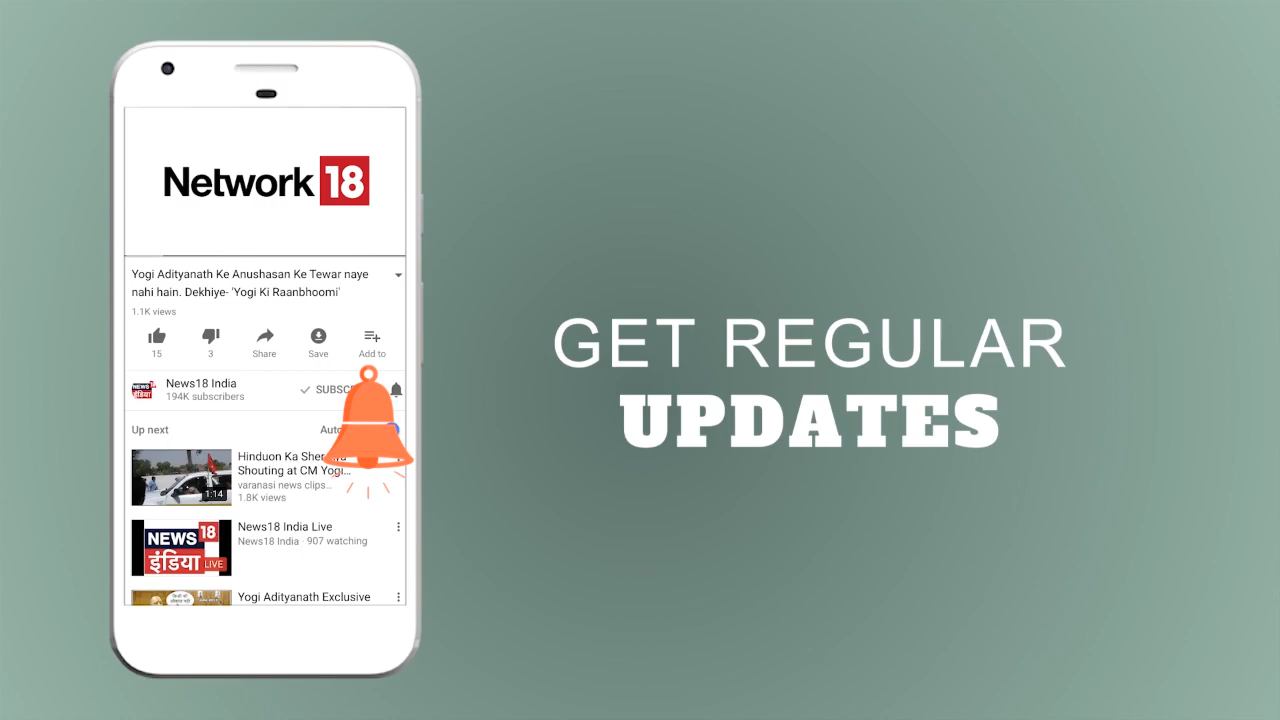 Network 18
Yogi Adityanath Ke Anushasan Ke Tewar naye
nahi hain. Dekhiye- 'Yogi Ki Raanbhoomi'
1.1K views
15 3 Share Save Add to
News18 India
194K subscribers
Up next
Hinduon Ka
Shouting at CM Yogi...
varanasi news clips...
1.8K views
1:14
News18 India Live
News18 India · 907 watching
NEWS 18
इंडिया LIVE
Yogi Adityanath Exclusive
GET REGULAR
UPDATES